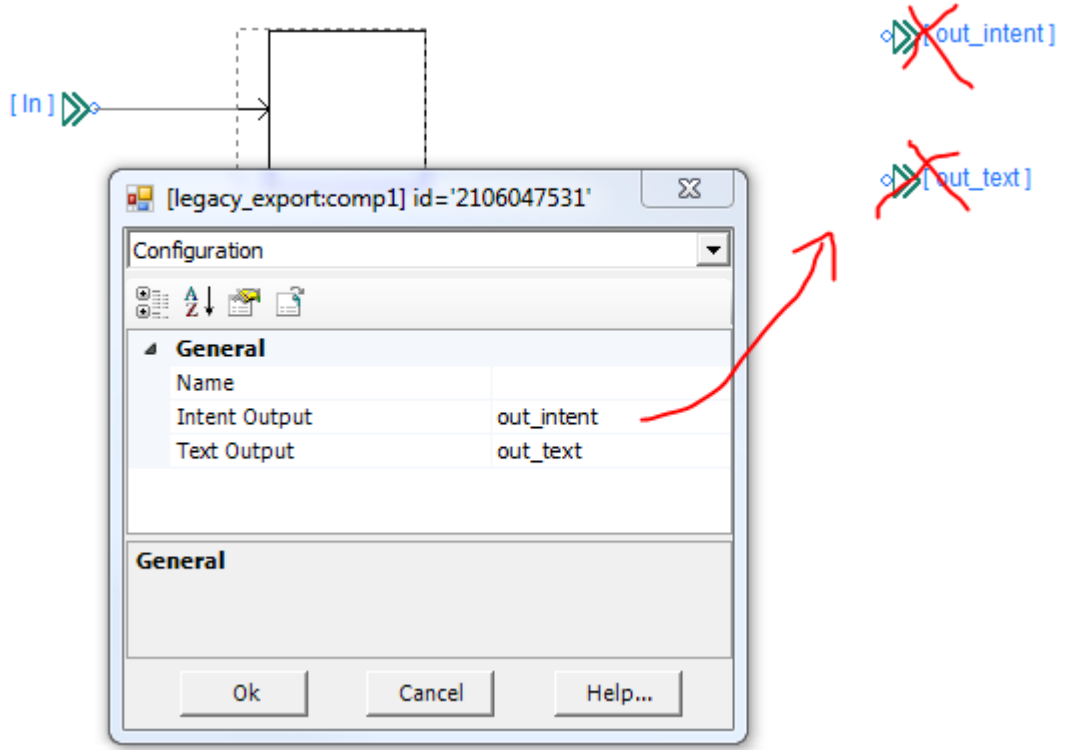 [ out_intent ]
[ In ]
[ out_text ]
[legacy_export:comp1] id='2106047531'
Configuration
A
Z
General
Name
Intent Output out_intent
Text Output out_text
General
Ok Cancel Help...